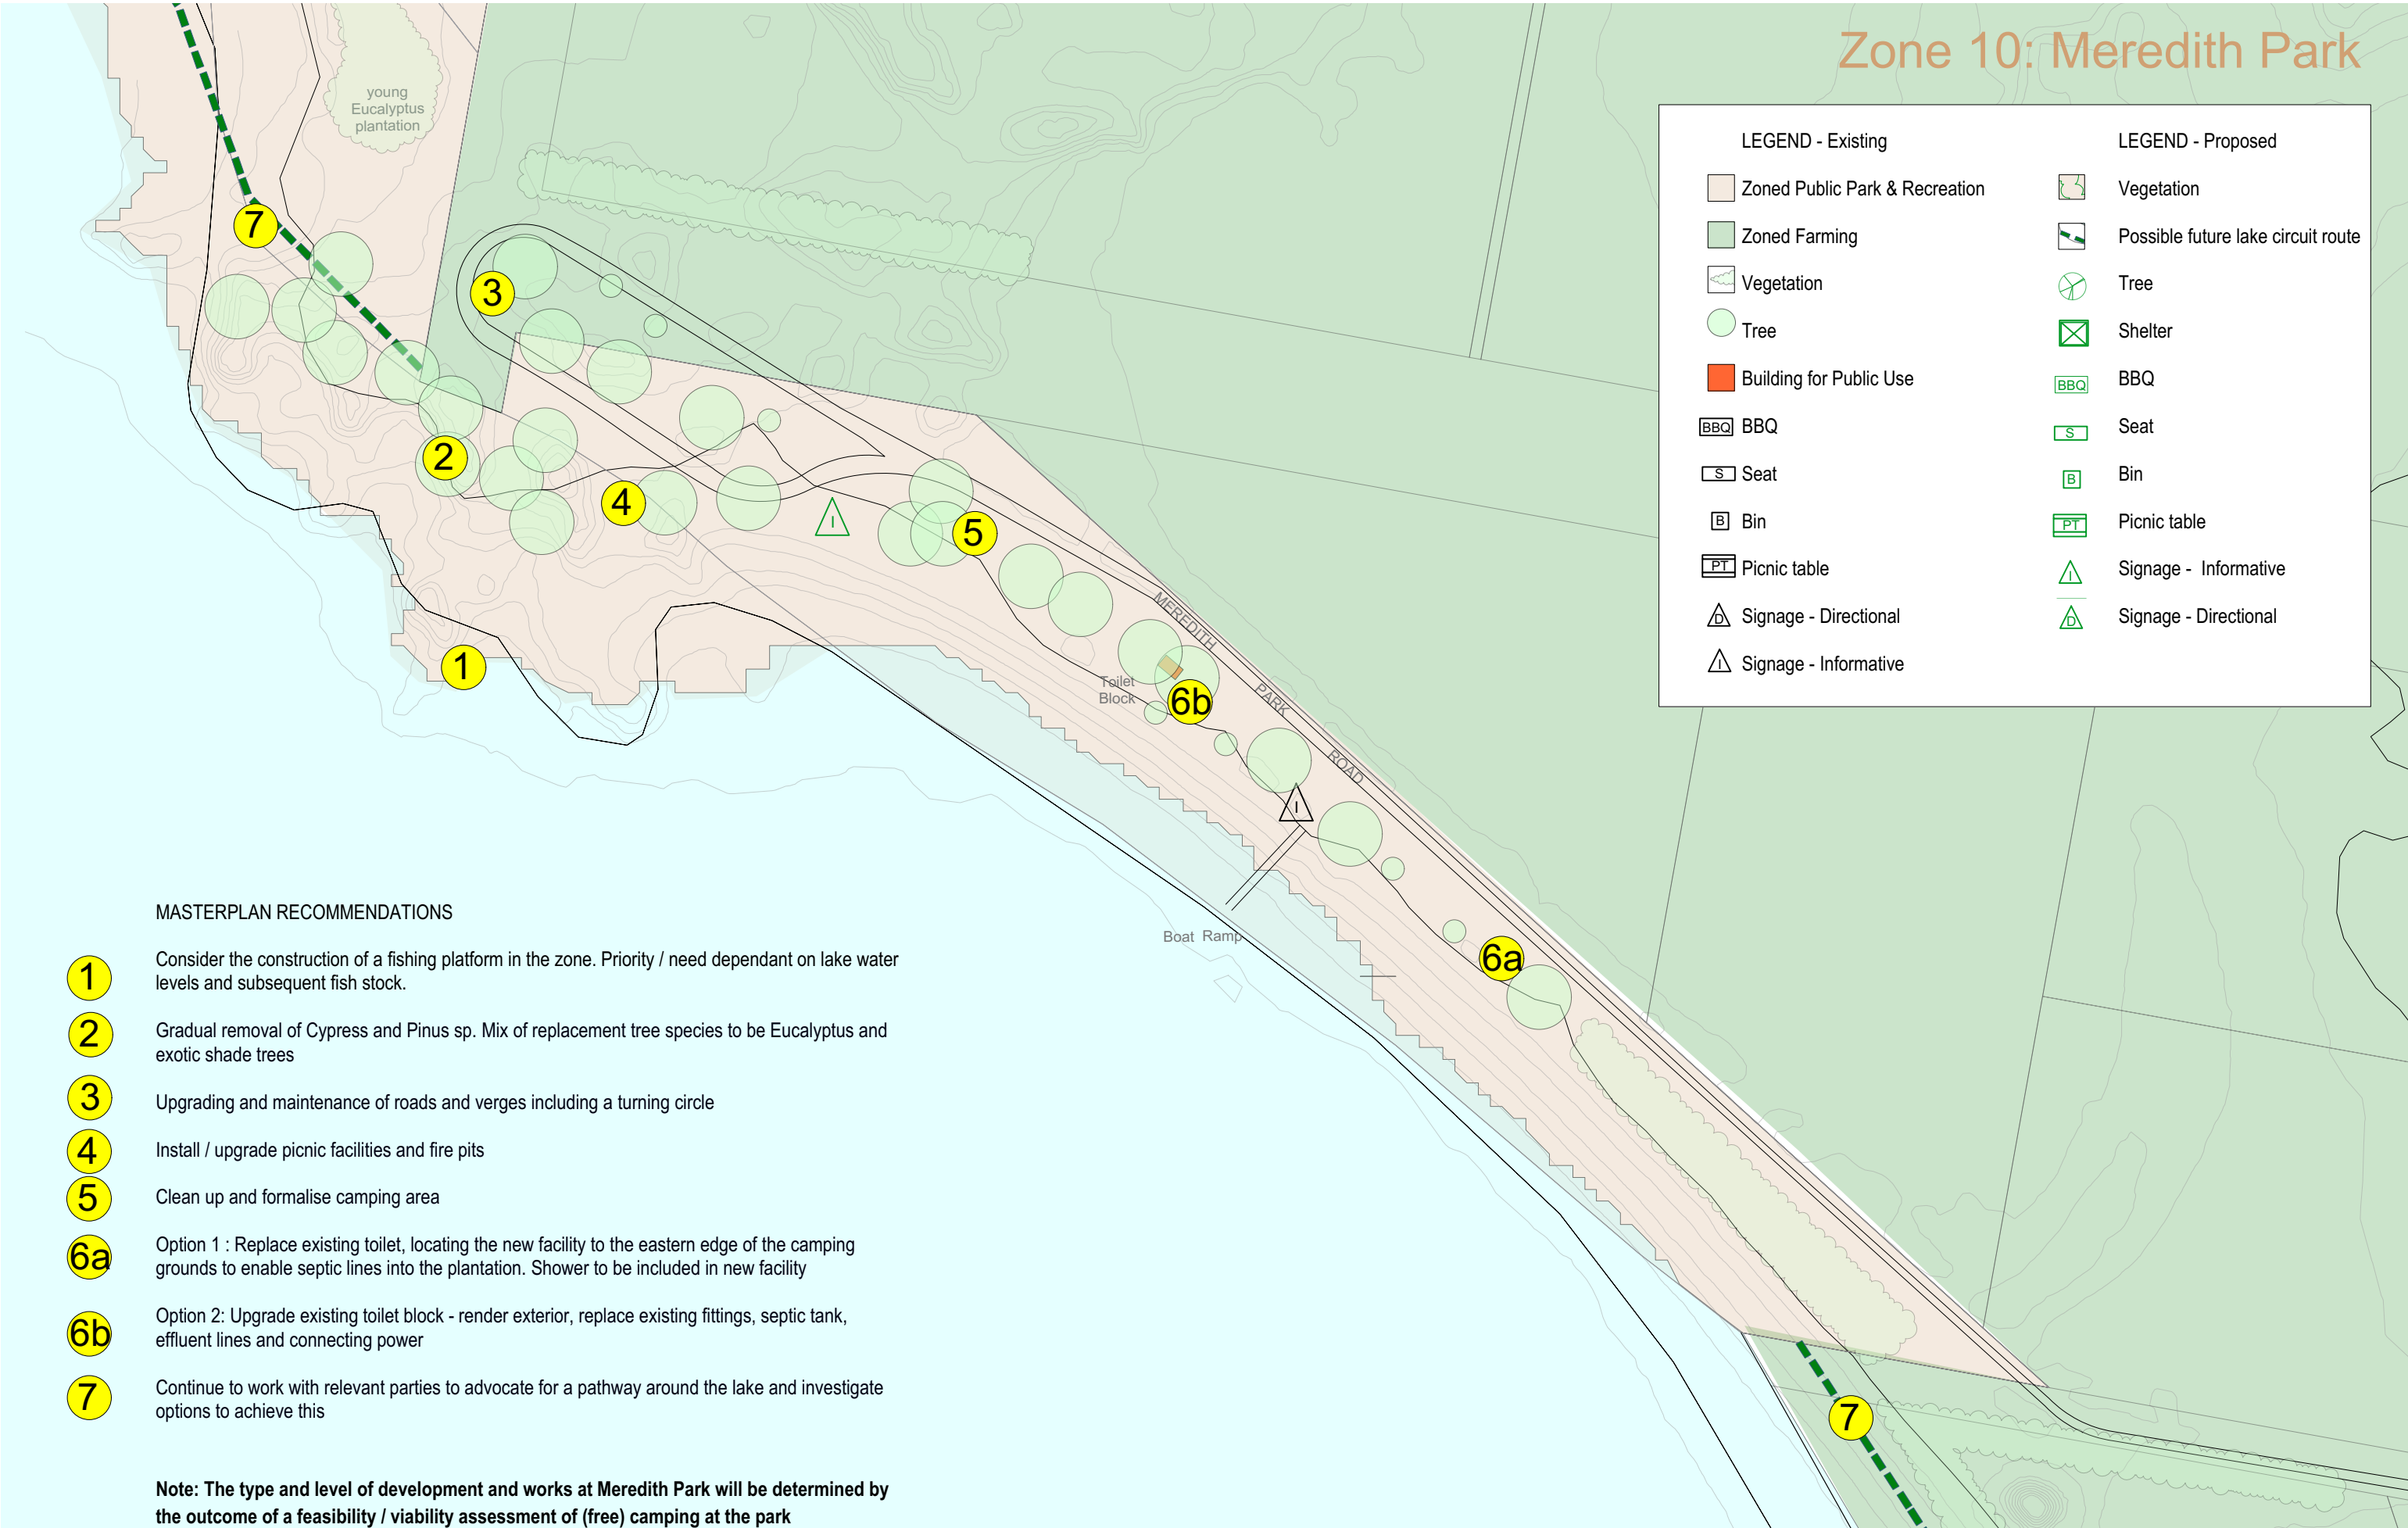 Zone 10: Meredith Park
LEGEND - Existing
Zoned Public Park & Recreation
Zoned Farming
Vegetation
Tree
Building for Public Use
BBQ BBQ
S Seat
B Bin
PT Picnic table
D Signage - Directional
I Signage - Informative
LEGEND - Proposed
Vegetation
Possible future lake circuit route
Tree
Shelter
BBQ BBQ
S Seat
B Bin
PT Picnic table
I Signage -  Informative
D Signage - Directional
young
Eucalyptus
plantation
7
3
2
4
I
5
1
MEREDITH
PARK
ROAD
Toilet
Block
6b
I
Boat Ramp
6a
7
MASTERPLAN RECOMMENDATIONS
1
Consider the construction of a fishing platform in the zone. Priority / need dependant on lake water
levels and subsequent fish stock.
2
Gradual removal of Cypress and Pinus sp. Mix of replacement tree species to be Eucalyptus and
exotic shade trees
3
Upgrading and maintenance of roads and verges including a turning circle
4
Install / upgrade picnic facilities and fire pits
5
Clean up and formalise camping area
6a
Option 1 : Replace existing toilet, locating the new facility to the eastern edge of the camping
grounds to enable septic lines into the plantation. Shower to be included in new facility
6b
Option 2: Upgrade existing toilet block - render exterior, replace existing fittings, septic tank,
effluent lines and connecting power
7
Continue to work with relevant parties to advocate for a pathway around the lake and investigate
options to achieve this
Note: The type and level of development and works at Meredith Park will be determined by
the outcome of a feasibility / viability assessment of (free) camping at the park